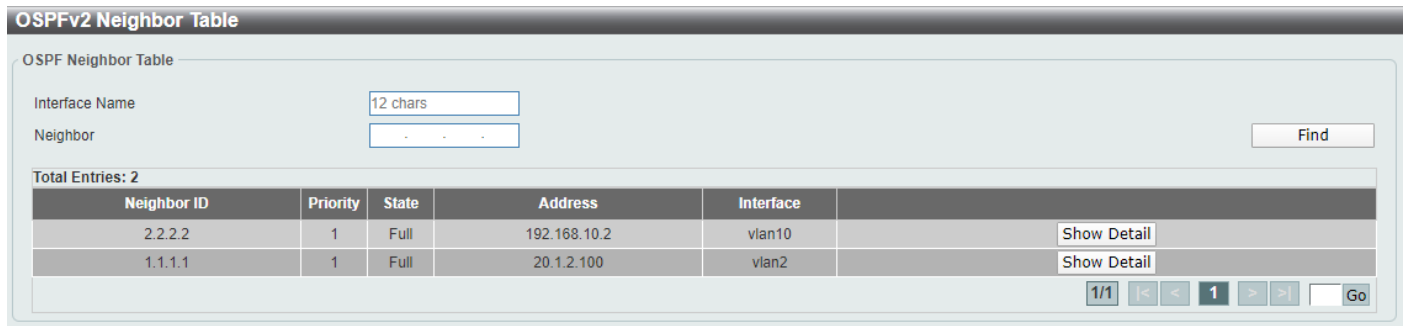 OSPFv2 Neighbor Table
OSPF Neighbor Table
Interface Name 12 chars
Neighbor . . . Find
Total Entries: 2
Neighbor ID Priority State Address Interface
2.2.2.2 1 Full 192.168.10.2 vlan10 Show Detail
1.1.1.1 1 Full 20.1.2.100 vlan2 Show Detail
1/1 |< < 1 > >| Go